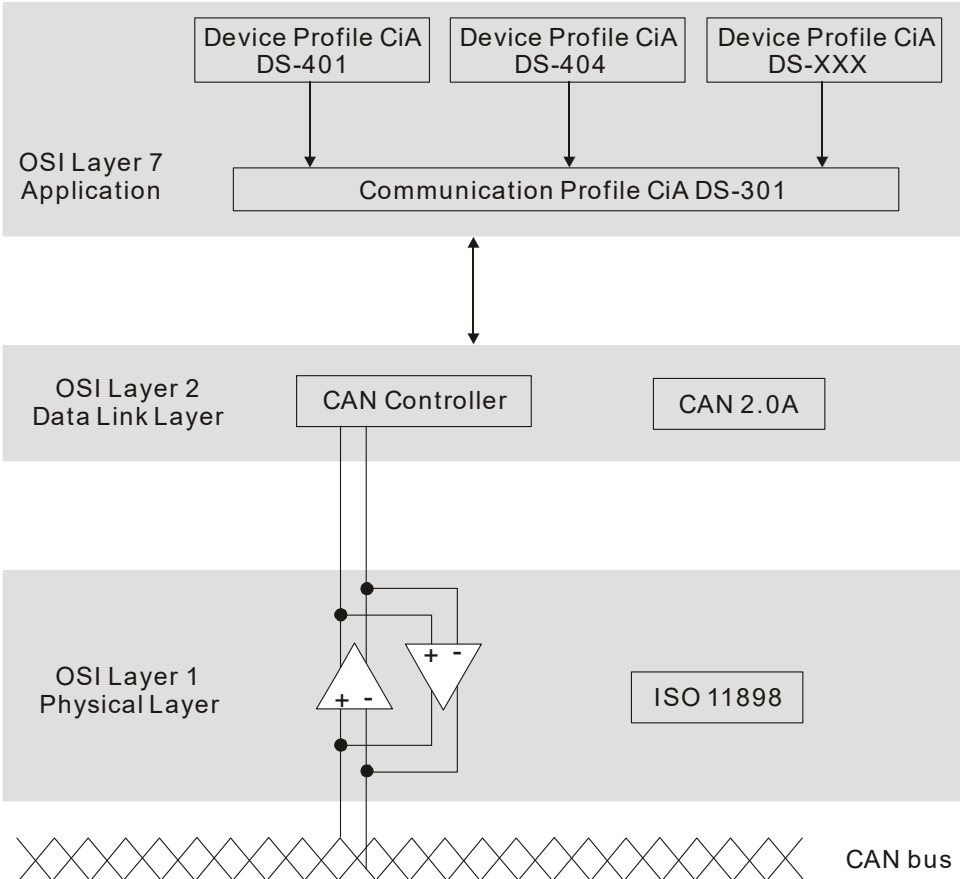 Device Profile CiA
DS-401
Device Profile CiA
DS-404
Device Profile CiA
DS-XXX
OSI Layer 7
Application
Communication Profile CiA DS-301
OSI Layer 2
Data Link Layer
CAN Controller
CAN 2.0A
OSI Layer 1
Physical Layer
+ -
+ -
ISO 11898
CAN bus